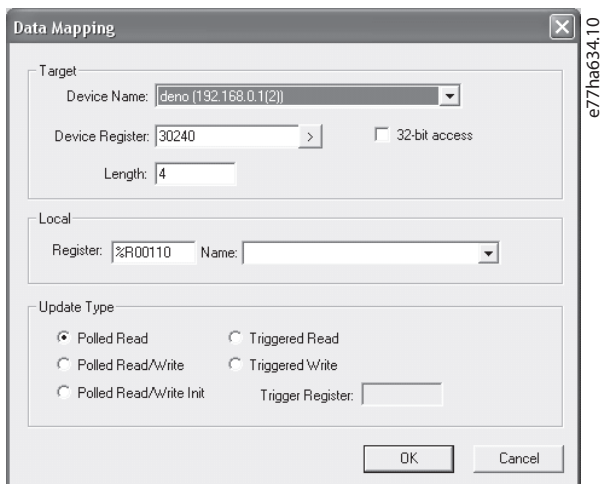 Data Mapping
Target
Device Name: deno (192.168.0.1(2))
Device Register: 30240 > 32-bit access
Length: 4
Local
Register: %R00110 Name:
Update Type
Polled Read Triggered Read
Polled Read/Write Triggered Write
Polled Read/Write Init Trigger Register:
OK Cancel
e77ha634.10